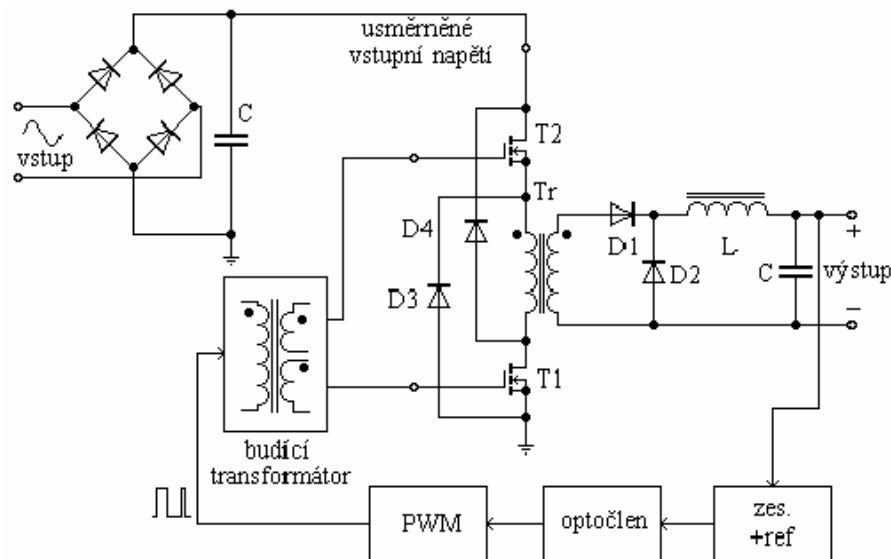 usměrněné
vstupní napětí
C
vstup
T2
Tr
D4
D3
D1
D2
L
C
+
výstup
−
T1
budící
transformátor
PWM
optočlen
zes.
+ref